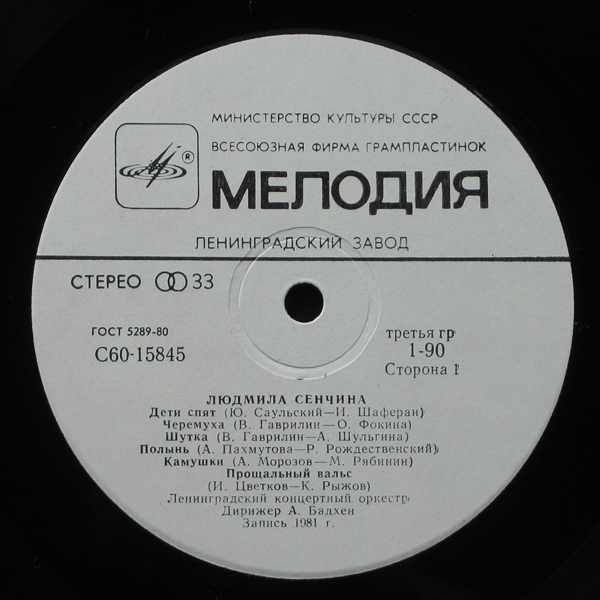 МИНИСТЕРСТВО КУЛЬТУРЫ СССР
ВСЕСОЮЗНАЯ ФИРМА ГРАМПЛАСТИНОК
®
МЕЛОДИЯ
ЛЕНИНГРАДСКИЙ ЗАВОД
СТЕРЕО 33
ГОСТ 5289-80
С60-15845
третья гр
1-90
Сторона 1
ЛЮДМИЛА СЕНЧИНА
Дети спят (Ю. Саульский—И. Шаферан)
Черемуха (В. Гаврилин—О. Фокина)
Шутка (В. Гаврилин—А. Шульгина)
Полынь (А. Пахмутова—Р. Рождественский)
Камушки (А. Морозов—М. Рябинин)
Прощальный вальс
(И. Цветков—К. Рыжов)
Ленинградский концертный оркестр
Дирижер А. Бадхен
Запись 1981 г.